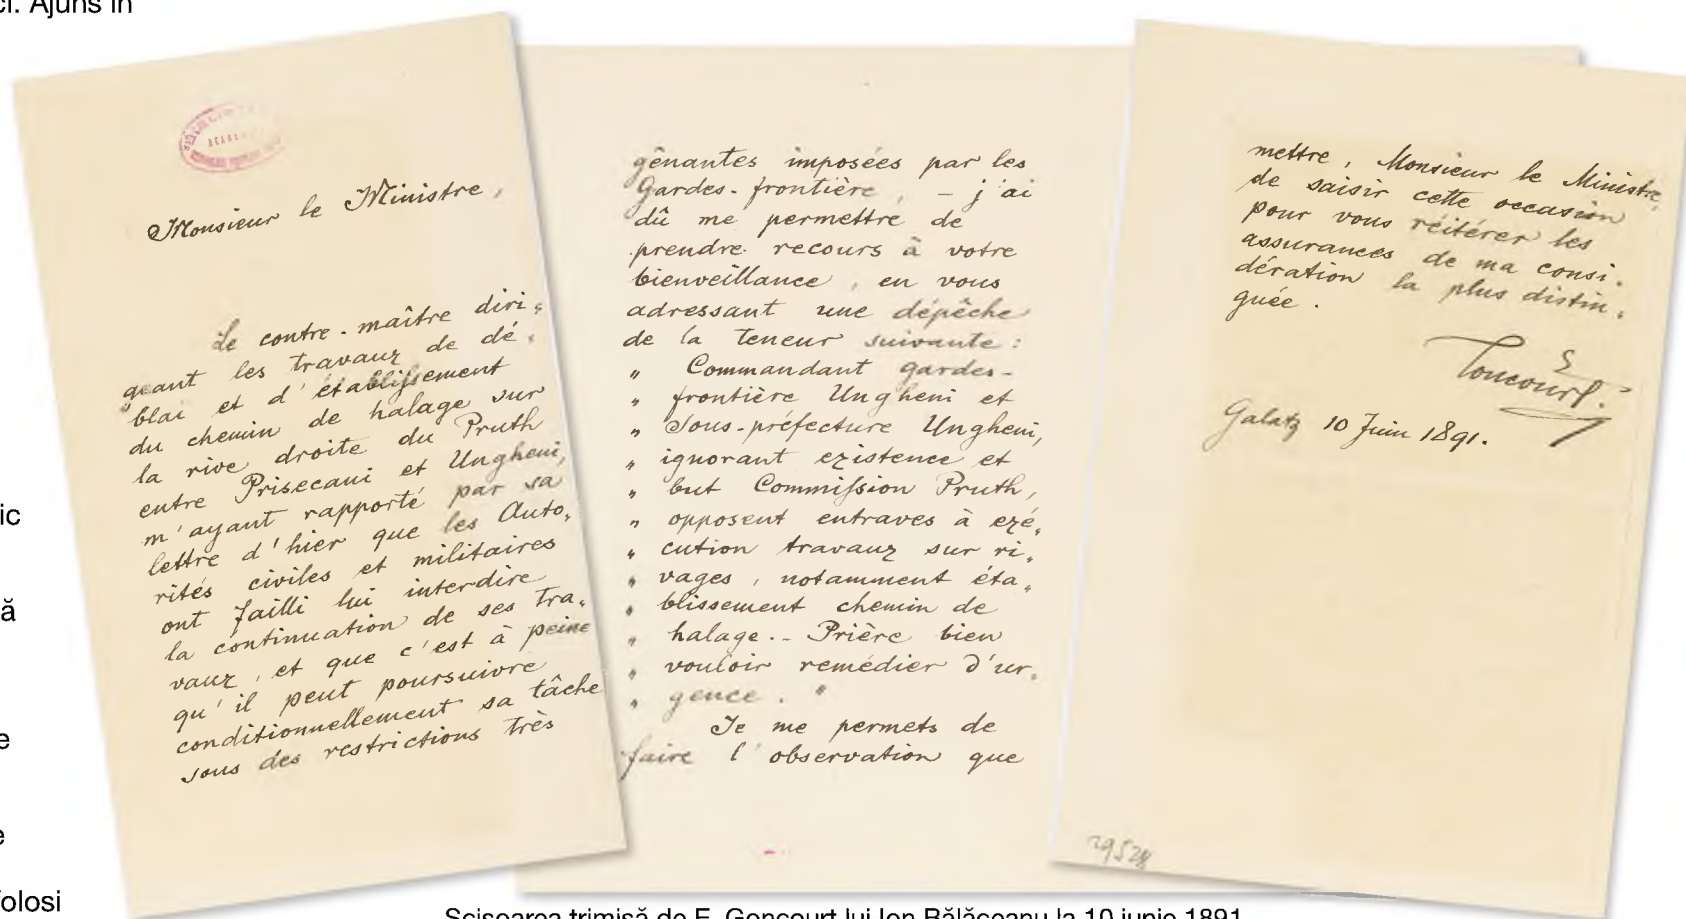 ci. Ajuns în
ic
ă
e
e
folosi
Monsieur le Ministre,
Le contre-maître diri-
geant les travaux de dé-
blai et d'établissement
du chemin de halage sur
la rive droite du Pruth
entre Prisecani et Ungheni,
m'ayant rapporté par sa
lettre d'hier que les Auto-
rités civiles et militaires
ont failli lui interdire
la continuation de ses tra-
vaux, et que c'est à peine
qu'il peut poursuivre
conditionnellement sa tâche
sous des restrictions très
gênantes imposées par les
Gardes-frontière, – j'ai
dû me permettre de
prendre recours à votre
bienveillance, en vous
adressant une dépêche
de la teneur suivante :
" Commandant gardes-
" frontière Ungheni et
" Sous-préfecture Ungheni,
" ignorant existence et
" but Commission Pruth,
" opposent entraves à exé-
" cution travaux sur ri-
" vages, notamment éta-
" blissement chemin de
" halage.- Prière bien
" vouloir remédier d'ur-
" gence. "
Je me permets de
faire l'observation que
mettre, Monsieur le Ministre,
de saisir cette occasion
pour vous réitérer les
assurances de ma consi-
dération la plus distin-
guée.
Galatz 10 Juin 1891.
29528
Scisoarea trimisă de E. Goncourt lui Ion Bălăceanu la 10 iunie 1891